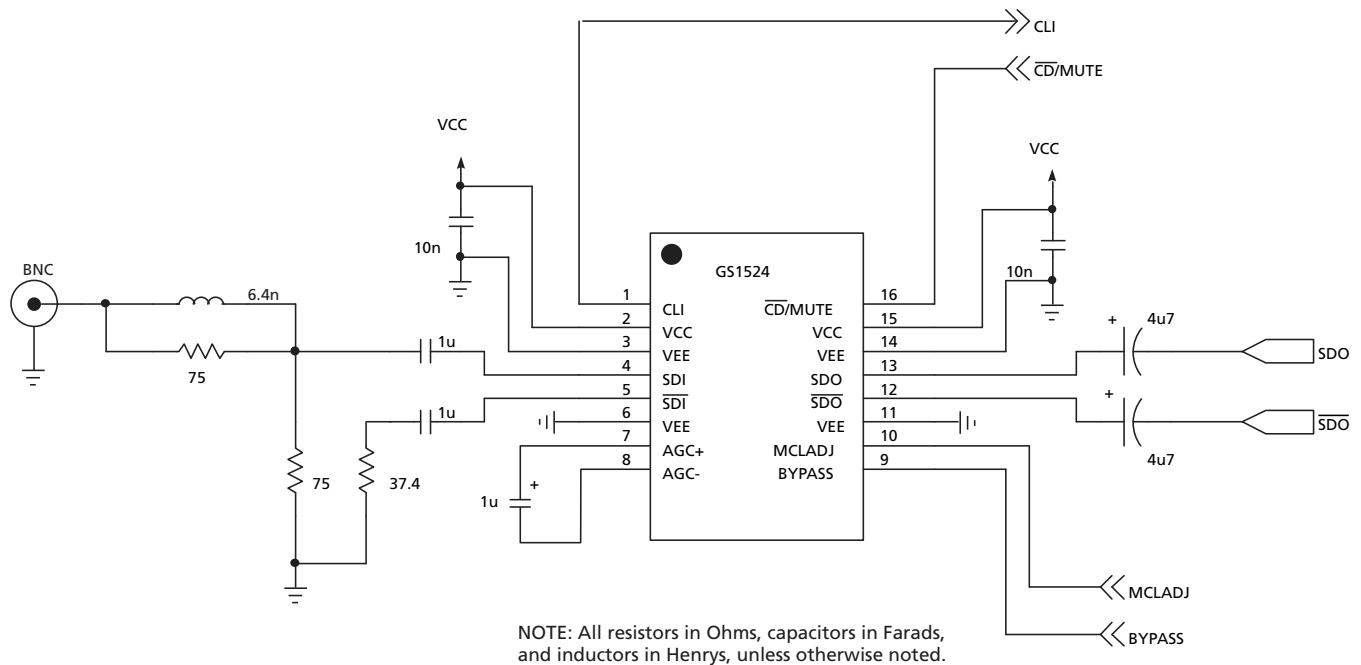 CLI
CD/MUTE
VCC
VCC
10n
10n
BNC
6.4n
75
75
37.4
1u
1u
1u
+
GS1524
1 CLI
2 VCC
3 VEE
4 SDI
5 SDI
6 VEE
7 AGC+
8 AGC-
CD/MUTE 16
VCC 15
VEE 14
SDO 13
SDO 12
VEE 11
MCLADJ 10
BYPASS 9
+ 4u7
SDO
+
4u7
SDO
MCLADJ
BYPASS
NOTE: All resistors in Ohms, capacitors in Farads,
and inductors in Henrys, unless otherwise noted.